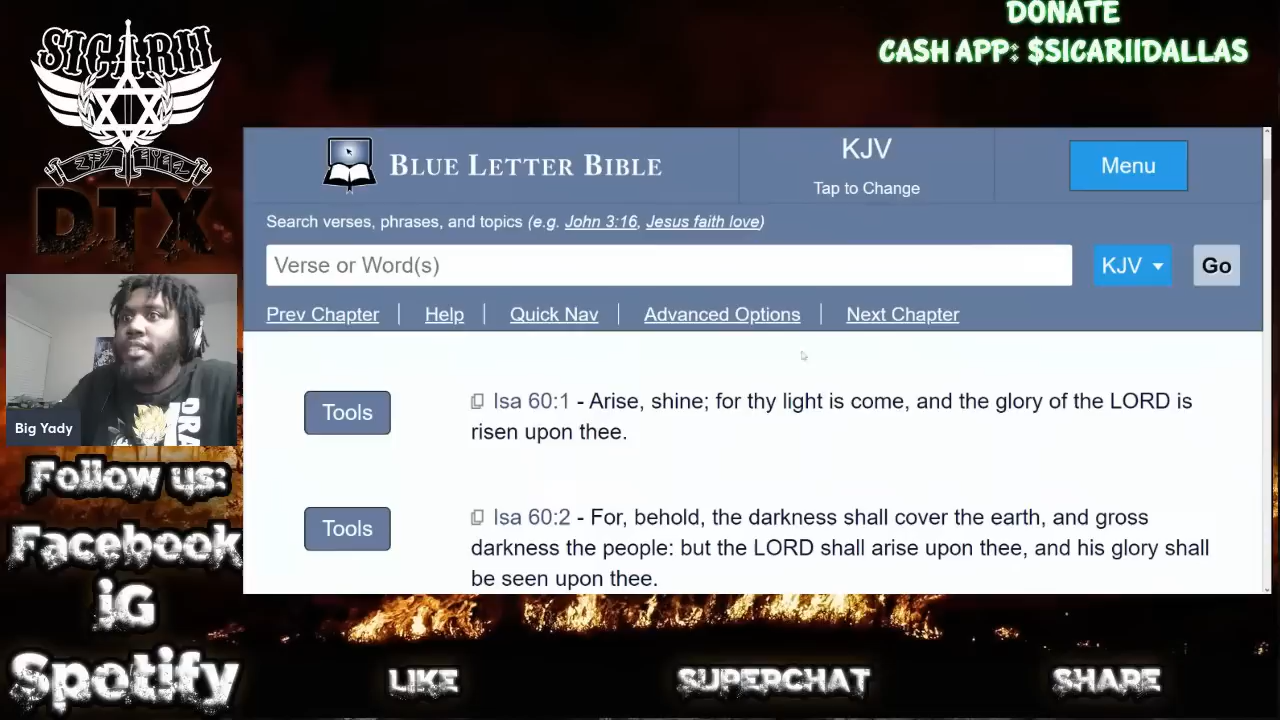 DONATE
CASH APP: $SICARIIDALLAS
SICARII
DTX
BLUE LETTER BIBLE
KJV
Tap to Change
Menu
Search verses, phrases, and topics (e.g. John 3:16, Jesus faith love)
Verse or Word(s)
KJV
Go
Prev Chapter
Help
Quick Nav
Advanced Options
Next Chapter
Tools
Isa 60:1 - Arise, shine; for thy light is come, and the glory of the LORD is
risen upon thee.
Tools
Isa 60:2 - For, behold, the darkness shall cover the earth, and gross
darkness the people: but the LORD shall arise upon thee, and his glory shall
be seen upon thee.
Big Yady
Follow us:
Facebook
iG
Spotify
LIKE
SUPERCHAT
SHARE